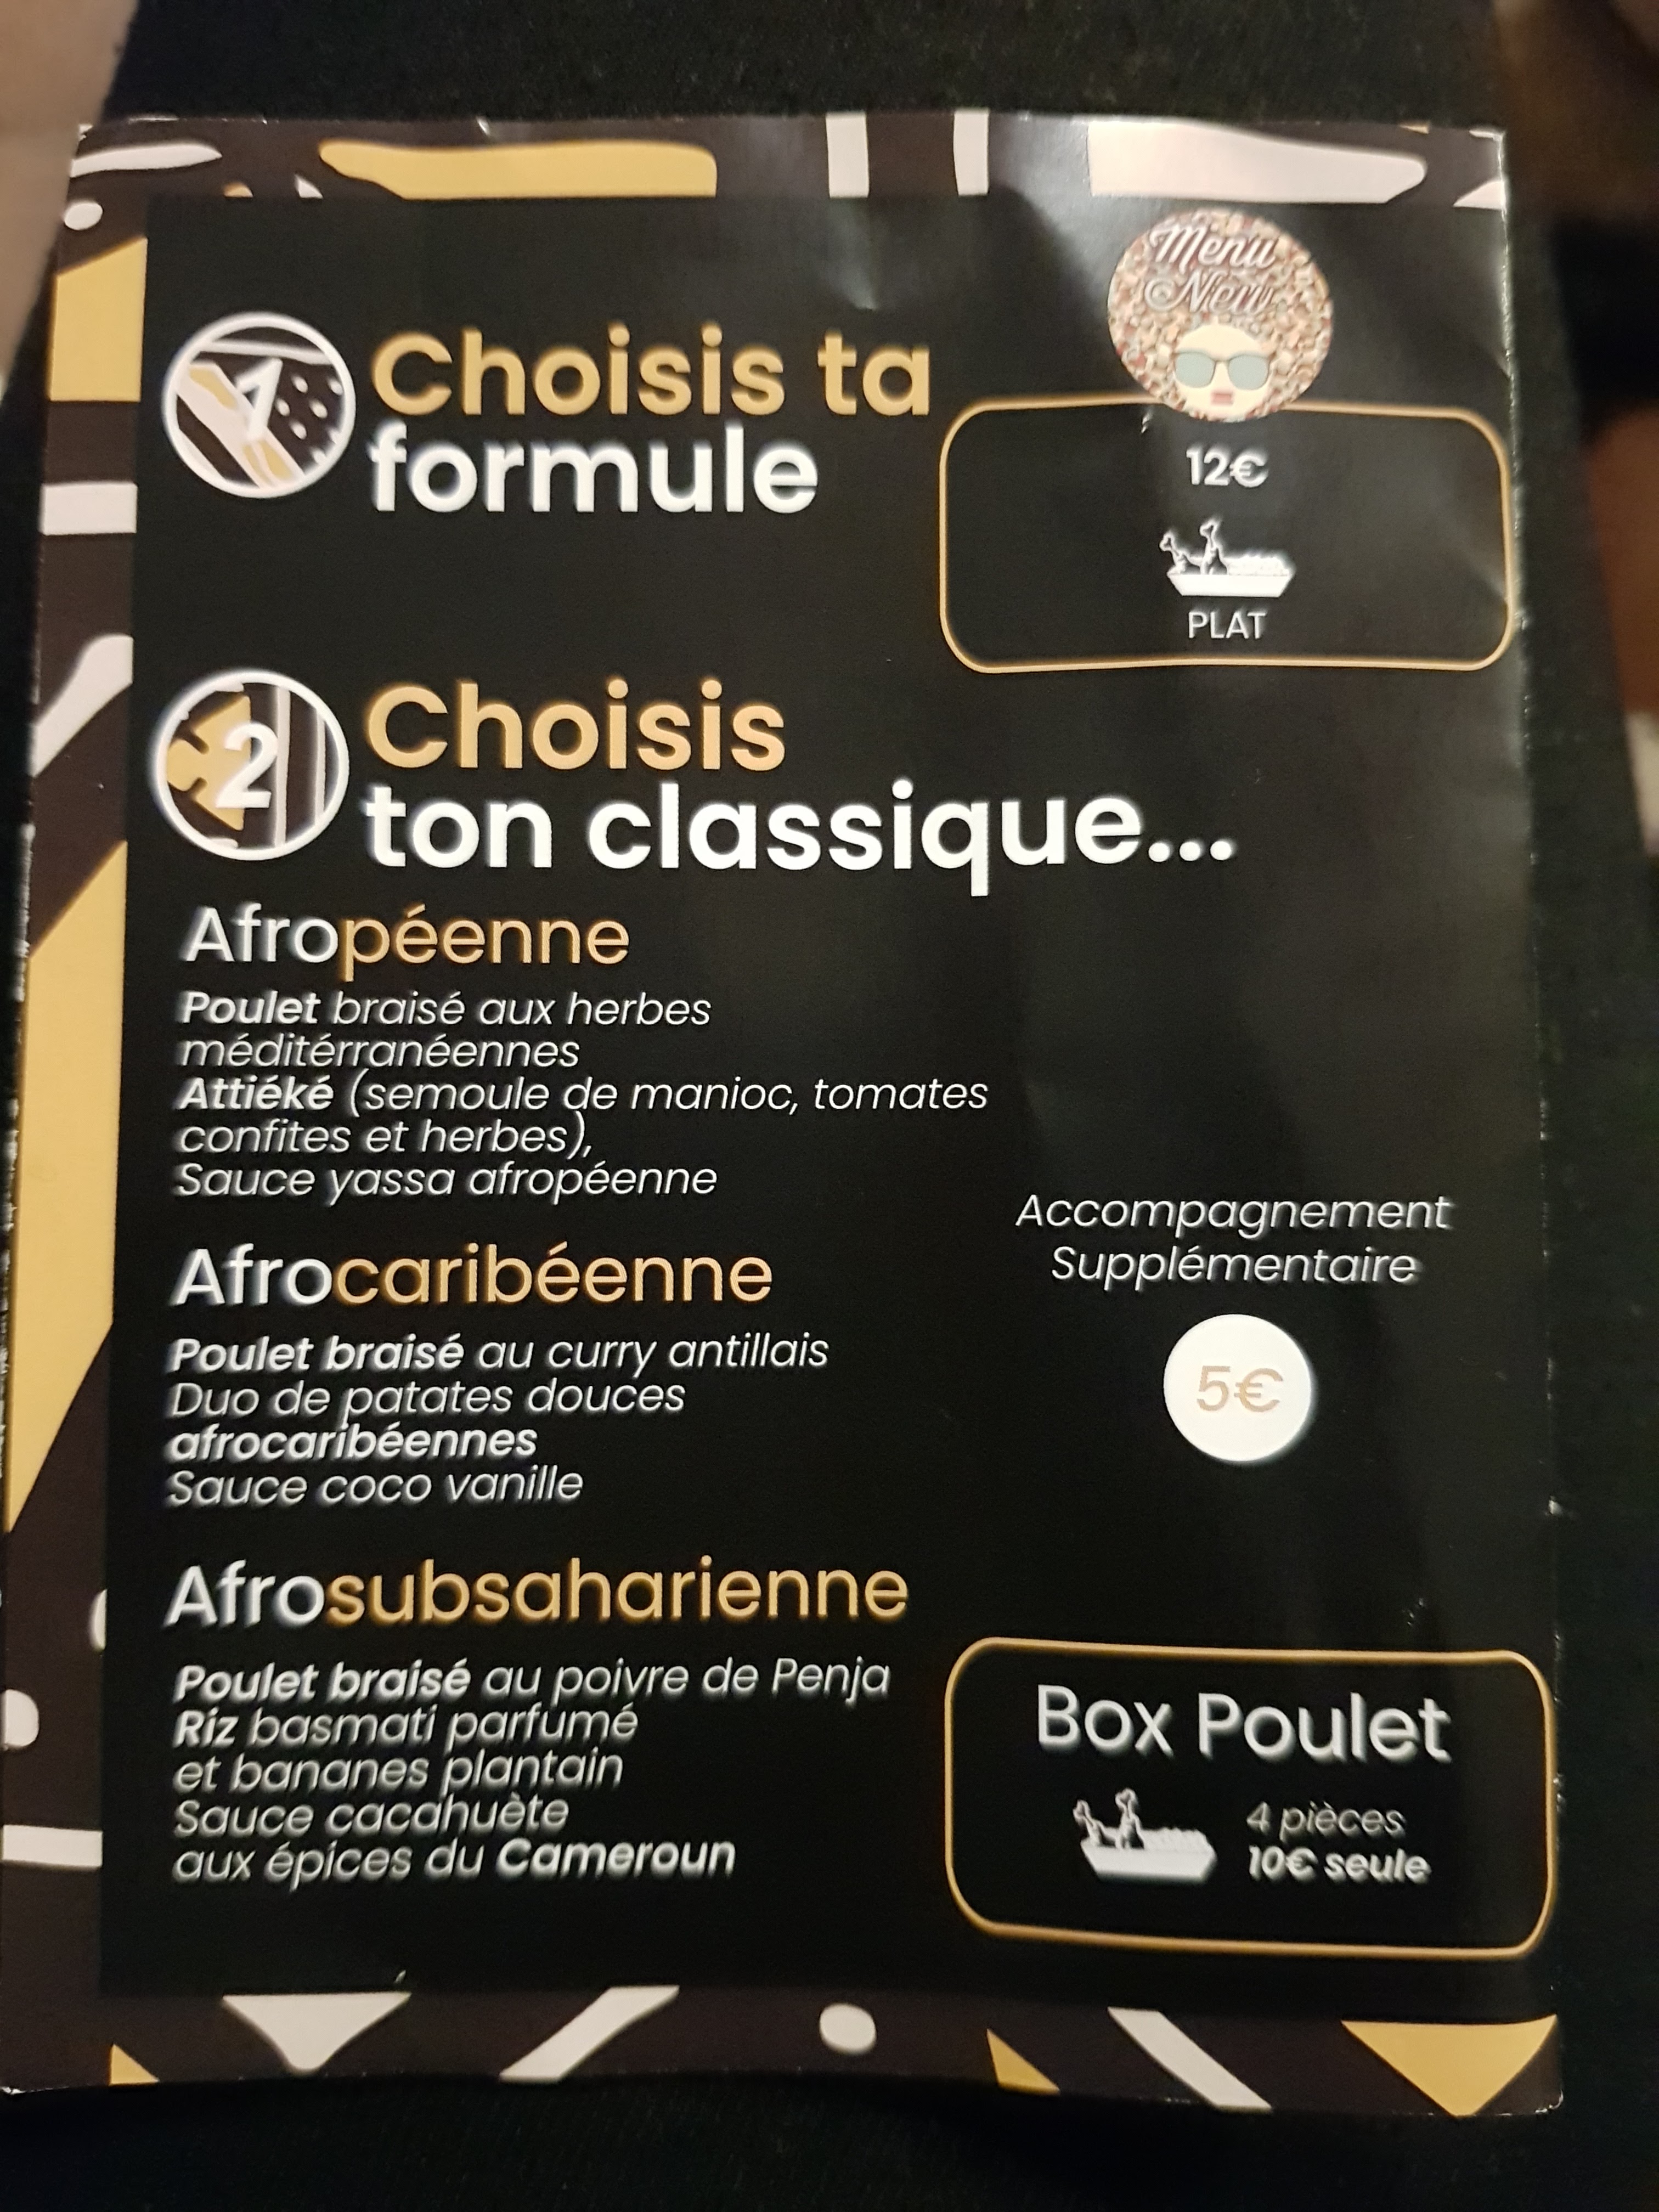 Menu
New
1
Choisis ta
formule
12€
PLAT
2
Choisis
ton classique...
Afropéenne
Poulet braisé aux herbes
méditérranéennes
Attiéké (semoule de manioc, tomates
confites et herbes),
Sauce yassa afropéenne
Afrocaribéenne
Poulet braisé au curry antillais
Duo de patates douces
afrocaribéennes
Sauce coco vanille
Accompagnement
Supplémentaire
5€
Afrosubsaharienne
Poulet braisé au poivre de Penja
Riz basmati parfumé
et bananes plantain
Sauce cacahuète
aux épices du Cameroun
Box Poulet
4 pièces
10€ seule